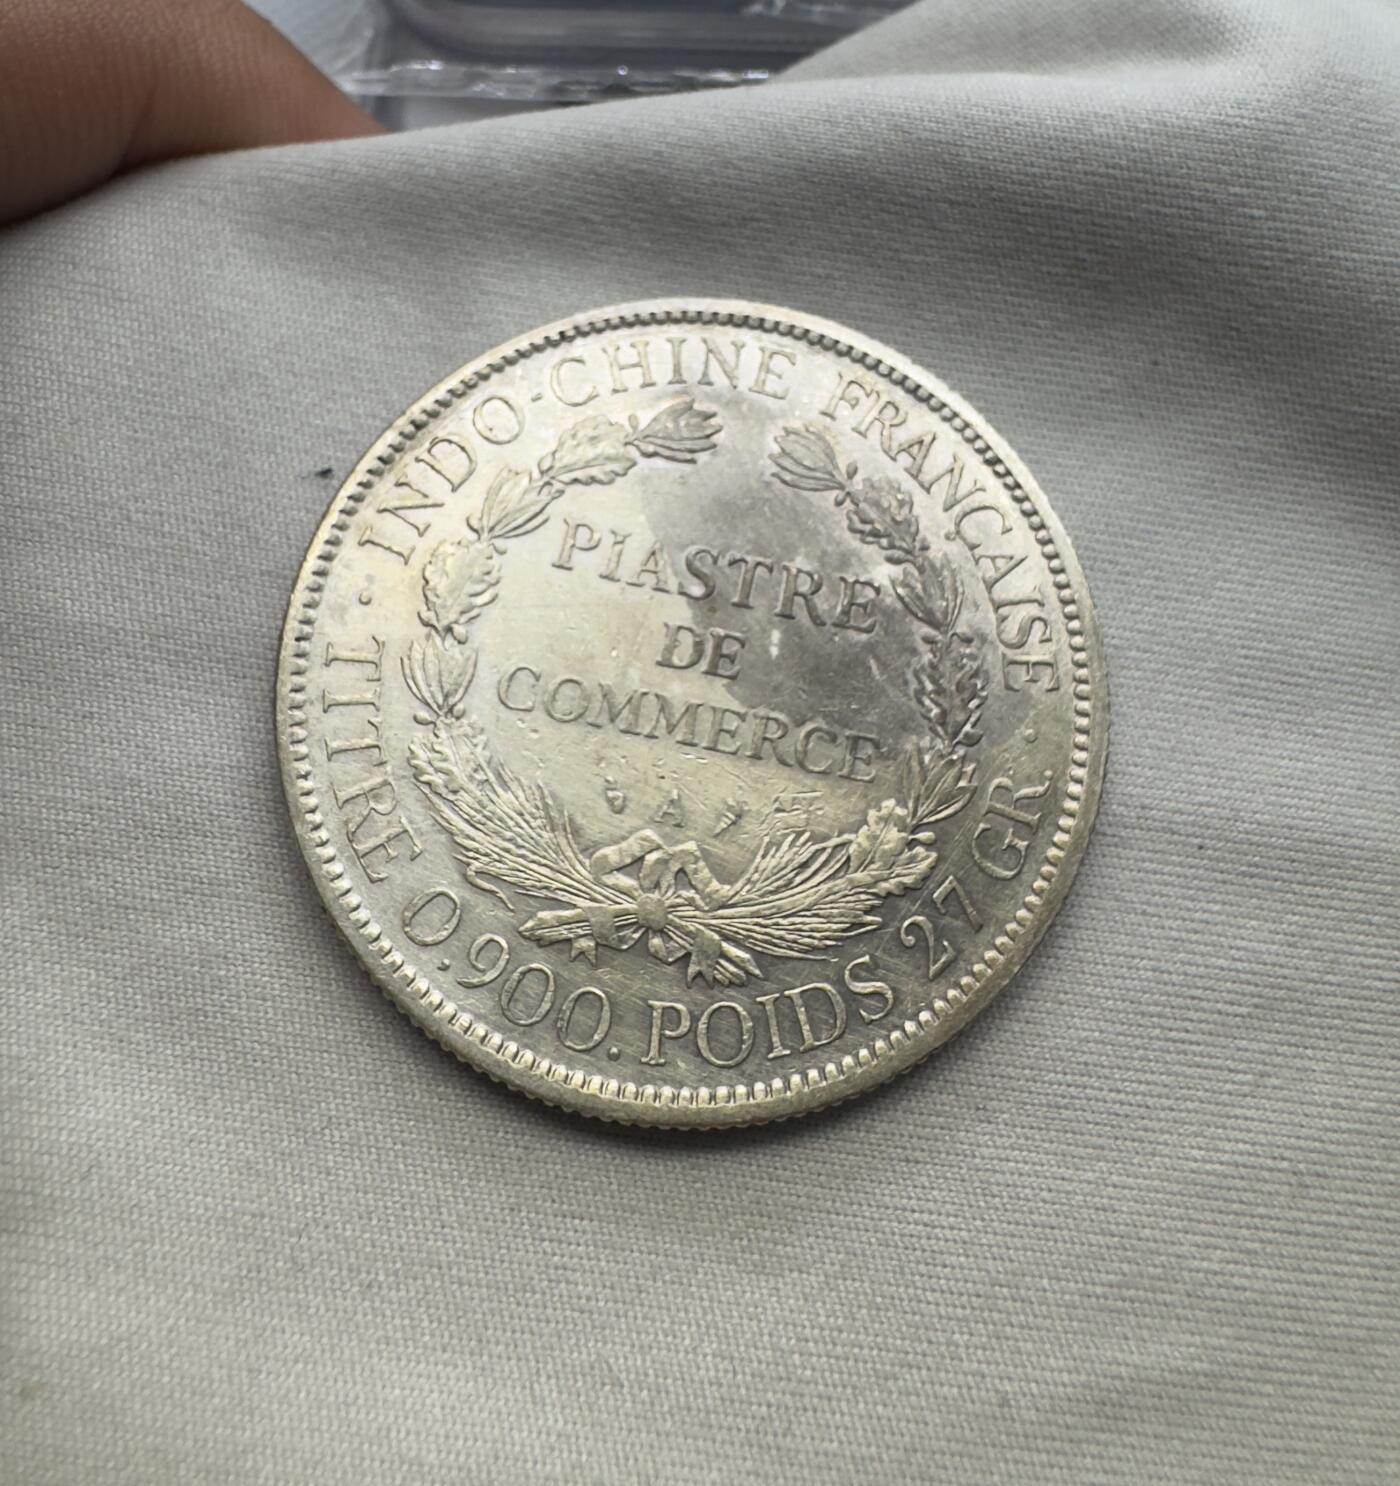 INDO-CHINE FRANÇAISE
PIASTRE
DE
COMMERCE
A
TITRE 0,900. POIDS 27 GR.